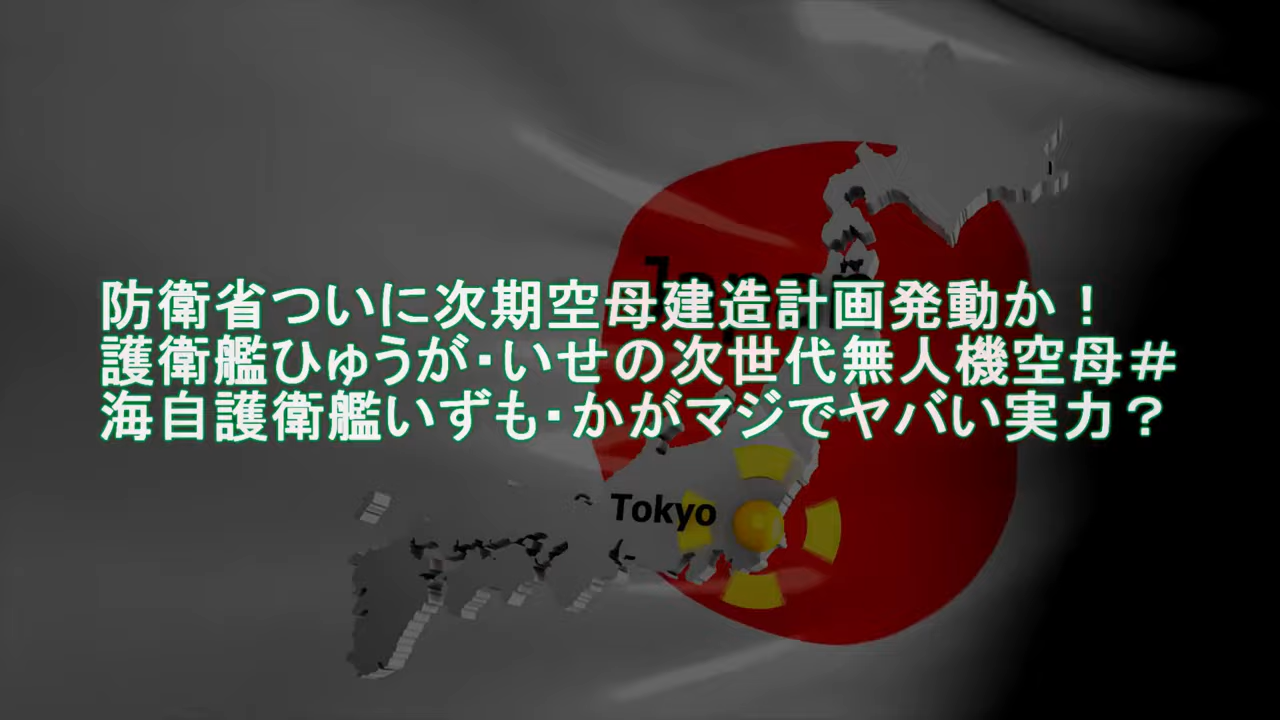 Japan
防衛省ついに次期空母建造計画発動か！
護衛艦ひゅうが・いせの次世代無人機空母＃
海自護衛艦いずも・かがマジでヤバい実力？
Tokyo